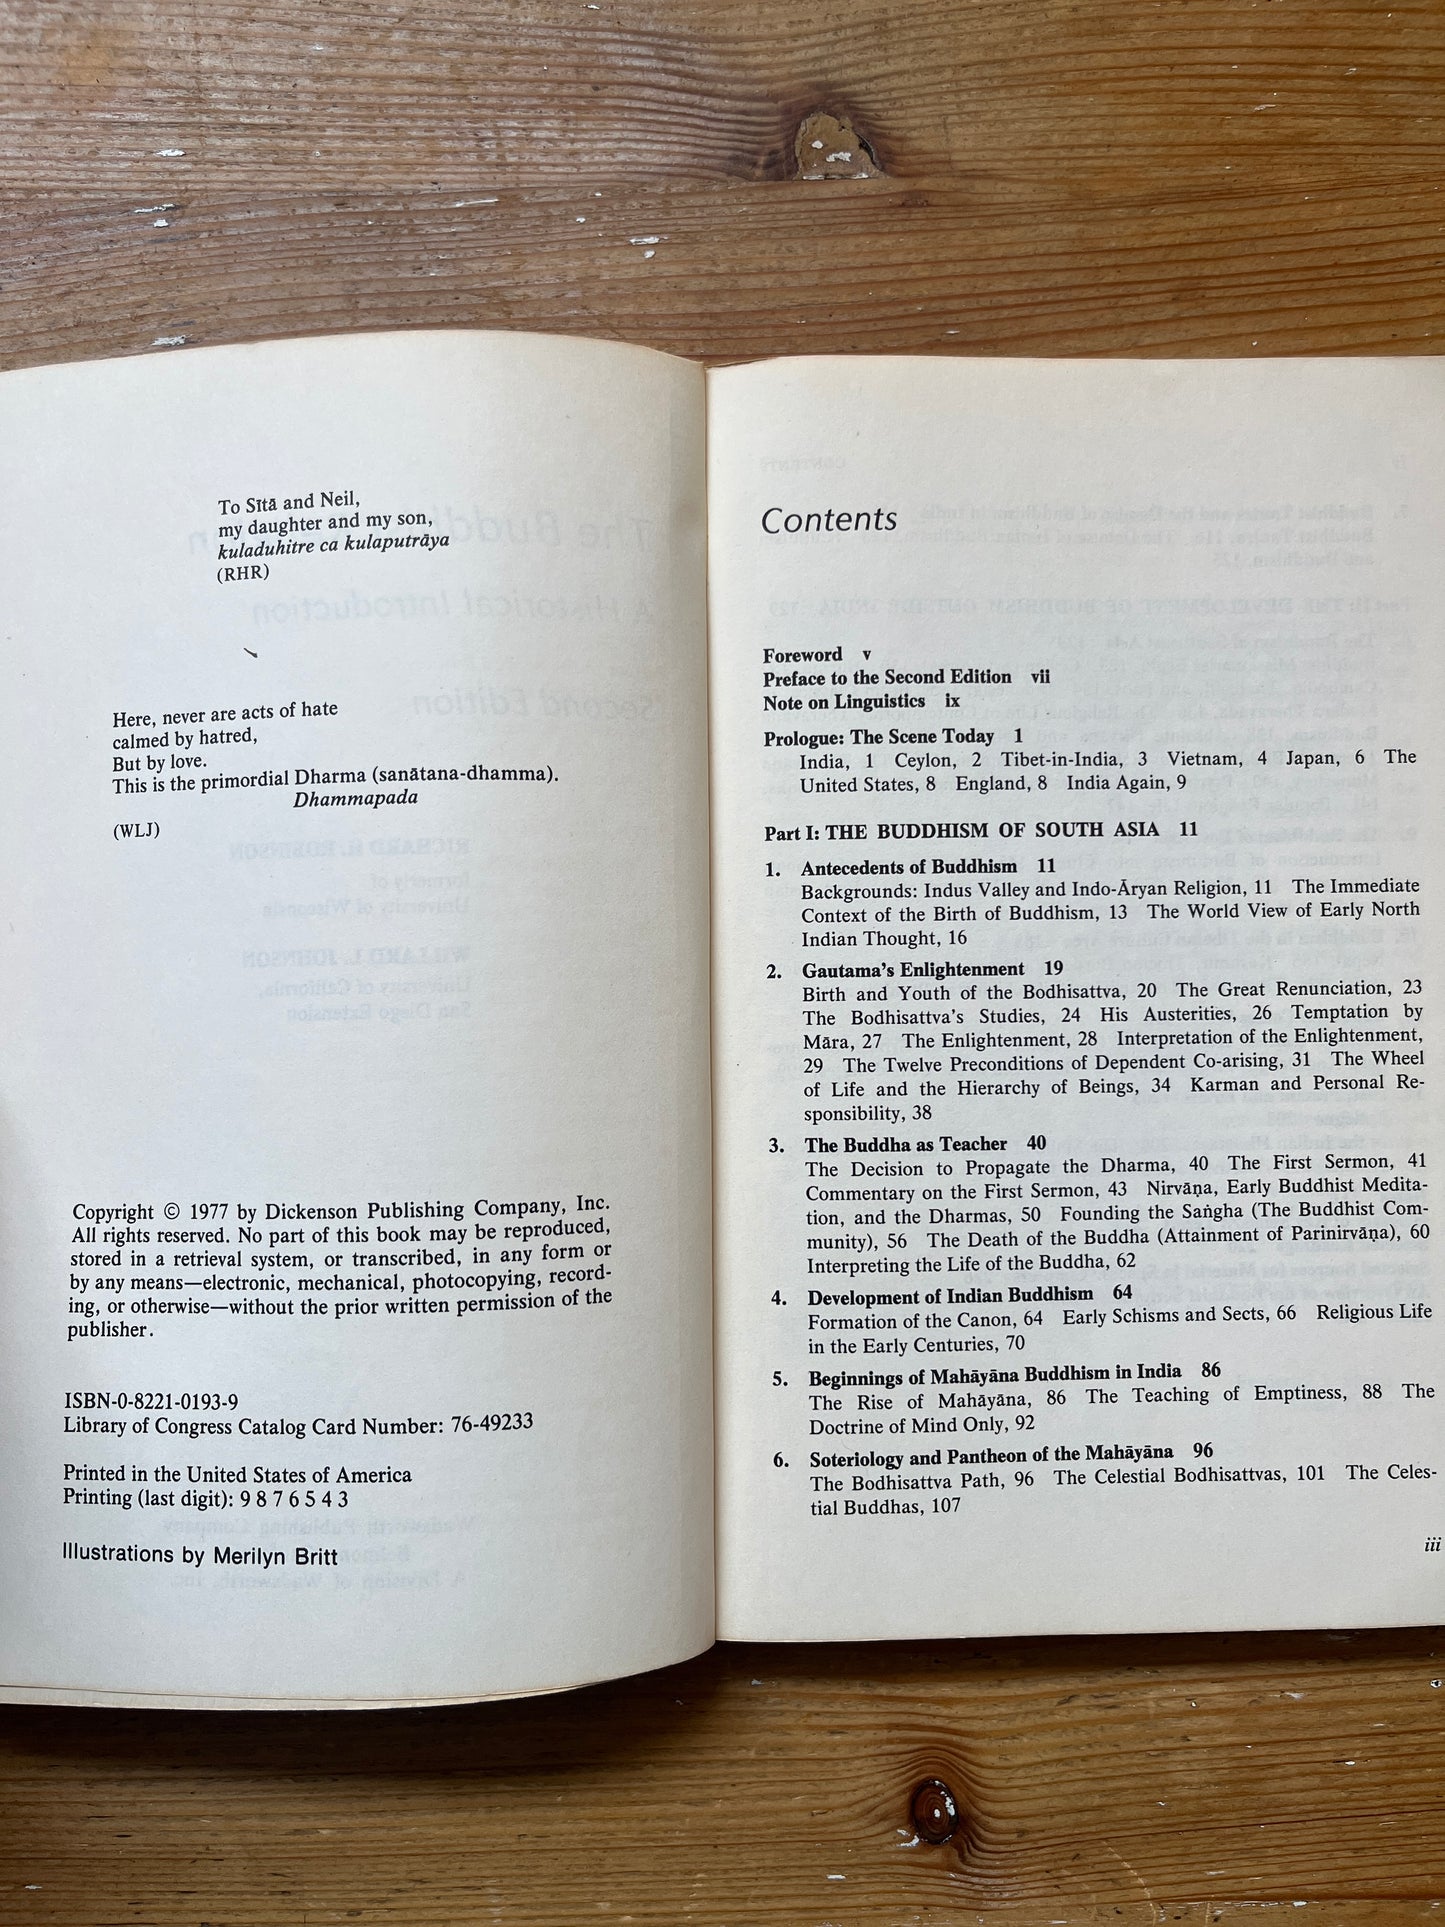 To Sītā and Neil,
my daughter and my son,
kuladuhitre ca kulaputrāya
(RHR)
Here, never are acts of hate
calmed by hatred,
But by love.
This is the primordial Dharma (sanātana-dhamma).
Dhammapada
(WLJ)
Copyright © 1977 by Dickenson Publishing Company, Inc.
All rights reserved. No part of this book may be reproduced,
stored in a retrieval system, or transcribed, in any form or
by any means—electronic, mechanical, photocopying, record-
ing, or otherwise—without the prior written permission of the
publisher.
ISBN-0-8221-0193-9
Library of Congress Catalog Card Number: 76-49233
Printed in the United States of America
Printing (last digit): 9 8 7 6 5 4 3
Illustrations by Merilyn Britt
Contents
Foreword v
Preface to the Second Edition vii
Note on Linguistics ix
Prologue: The Scene Today 1
India, 1 Ceylon, 2 Tibet-in-India, 3 Vietnam, 4 Japan, 6 The
United States, 8 England, 8 India Again, 9
Part I: THE BUDDHISM OF SOUTH ASIA 11
1. Antecedents of Buddhism 11
Backgrounds: Indus Valley and Indo-Āryan Religion, 11 The Immediate
Context of the Birth of Buddhism, 13 The World View of Early North
Indian Thought, 16
2. Gautama's Enlightenment 19
Birth and Youth of the Bodhisattva, 20 The Great Renunciation, 23
The Bodhisattva's Studies, 24 His Austerities, 26 Temptation by
Māra, 27 The Enlightenment, 28 Interpretation of the Enlightenment,
29 The Twelve Preconditions of Dependent Co-arising, 31 The Wheel
of Life and the Hierarchy of Beings, 34 Karman and Personal Re-
sponsibility, 38
3. The Buddha as Teacher 40
The Decision to Propagate the Dharma, 40 The First Sermon, 41
Commentary on the First Sermon, 43 Nirvāṇa, Early Buddhist Medita-
tion, and the Dharmas, 50 Founding the Saṅgha (The Buddhist Com-
munity), 56 The Death of the Buddha (Attainment of Parinirvāṇa), 60
Interpreting the Life of the Buddha, 62
4. Development of Indian Buddhism 64
Formation of the Canon, 64 Early Schisms and Sects, 66 Religious Life
in the Early Centuries, 70
5. Beginnings of Mahāyāna Buddhism in India 86
The Rise of Mahāyāna, 86 The Teaching of Emptiness, 88 The
Doctrine of Mind Only, 92
6. Soteriology and Pantheon of the Mahāyāna 96
The Bodhisattva Path, 96 The Celestial Bodhisattvas, 101 The Celes-
tial Buddhas, 107
iii